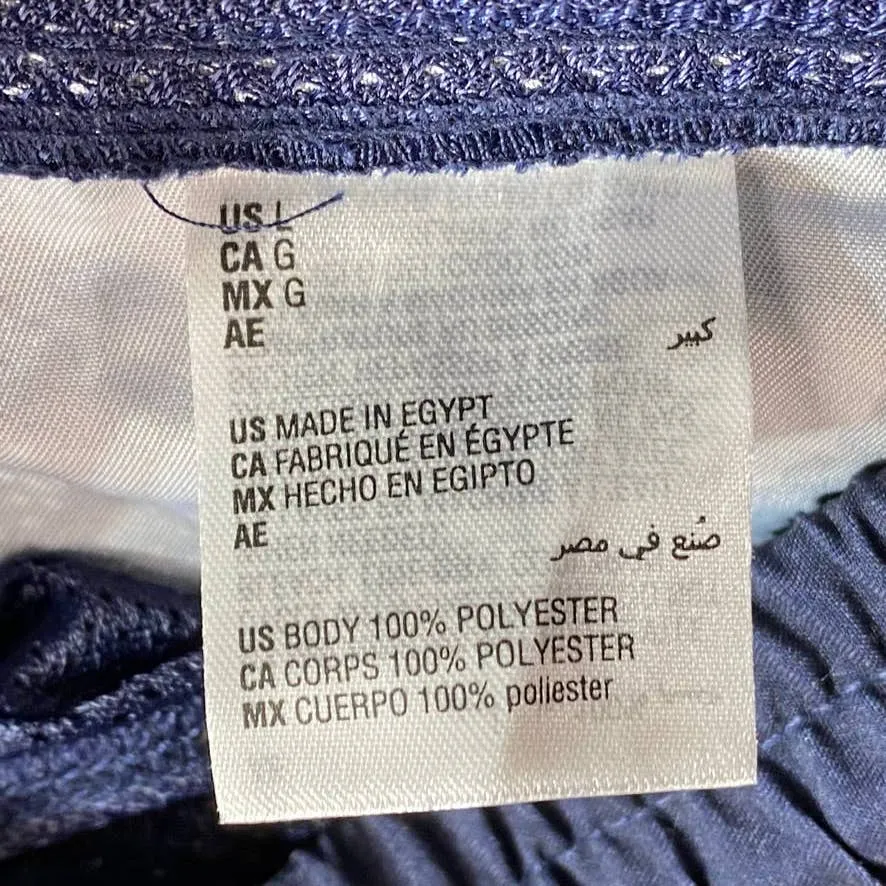 US L
CA G
MX G
AE كبير
US MADE IN EGYPT
CA FABRIQUÉ EN ÉGYPTE
MX HECHO EN EGIPTO
AE صُنع في مصر
US BODY 100% POLYESTER
CA CORPS 100% POLYESTER
MX CUERPO 100% poliester